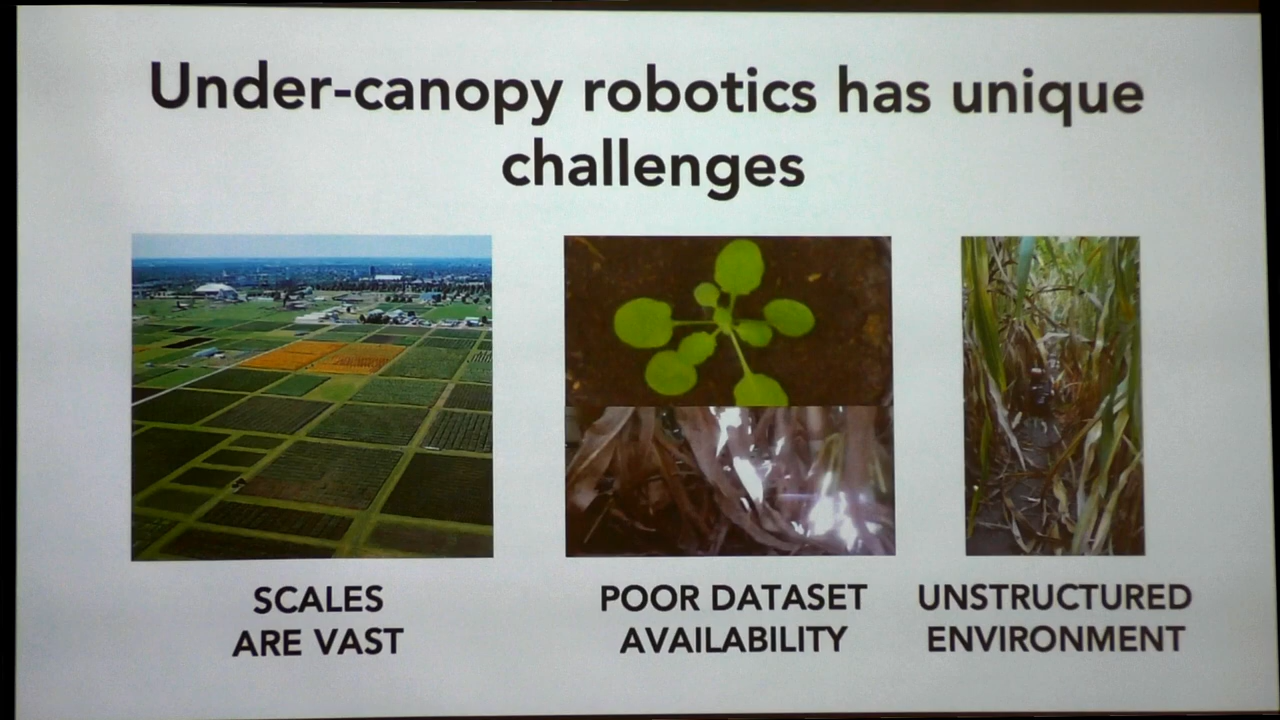 Under-canopy robotics has unique
challenges
SCALES
ARE VAST
POOR DATASET
AVAILABILITY
UNSTRUCTURED
ENVIRONMENT